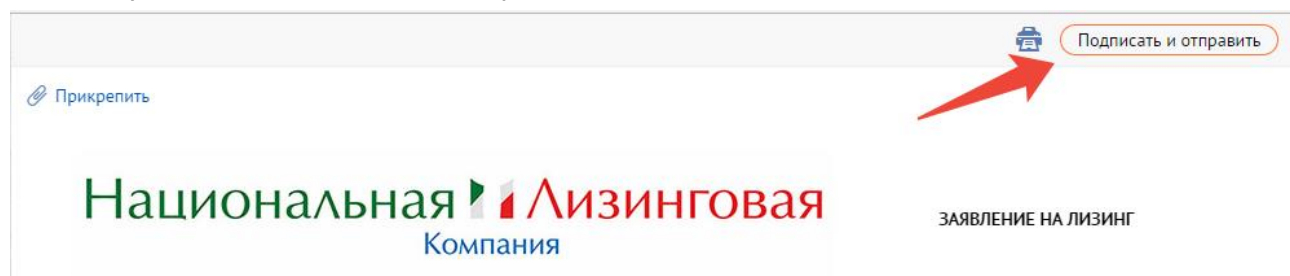 Подписать и отправить
Прикрепить
Национальная Лизинговая
Компания
ЗАЯВЛЕНИЕ НА ЛИЗИНГ